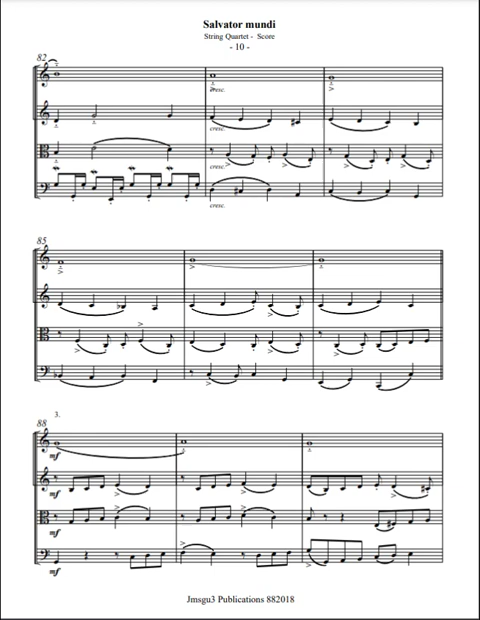 Salvator mundi
String Quartet - Score
- 10 -
82
cresc.
cresc.
cresc.
cresc.
85
88
3.
mf
mf
mf
mf
Jmsgu3 Publications 882018